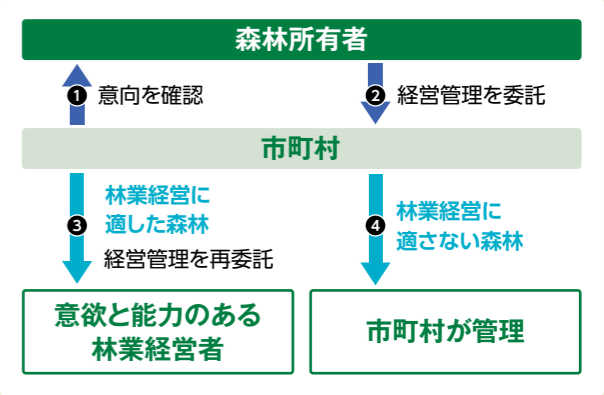 森林所有者
❶ 意向を確認
❷ 経営管理を委託
市町村
❸ 林業経営に
適した森林
経営管理を再委託
❹ 林業経営に
適さない森林
意欲と能力のある
林業経営者
市町村が管理